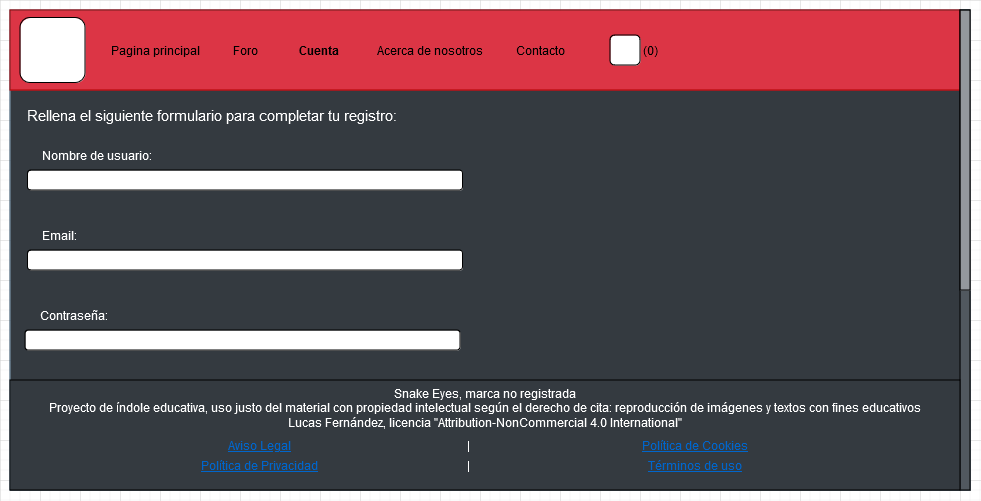 Pagina principal Foro Cuenta Acerca de nosotros Contacto (0)
Rellena el siguiente formulario para completar tu registro:
Nombre de usuario:
Email:
Contraseña:
Snake Eyes, marca no registrada
Proyecto de índole educativa, uso justo del material con propiedad intelectual según el derecho de cita: reproducción de imágenes y textos con fines educativos
Lucas Fernández, licencia "Attribution-NonCommercial 4.0 International"
Aviso Legal | Política de Cookies
Política de Privacidad | Términos de uso